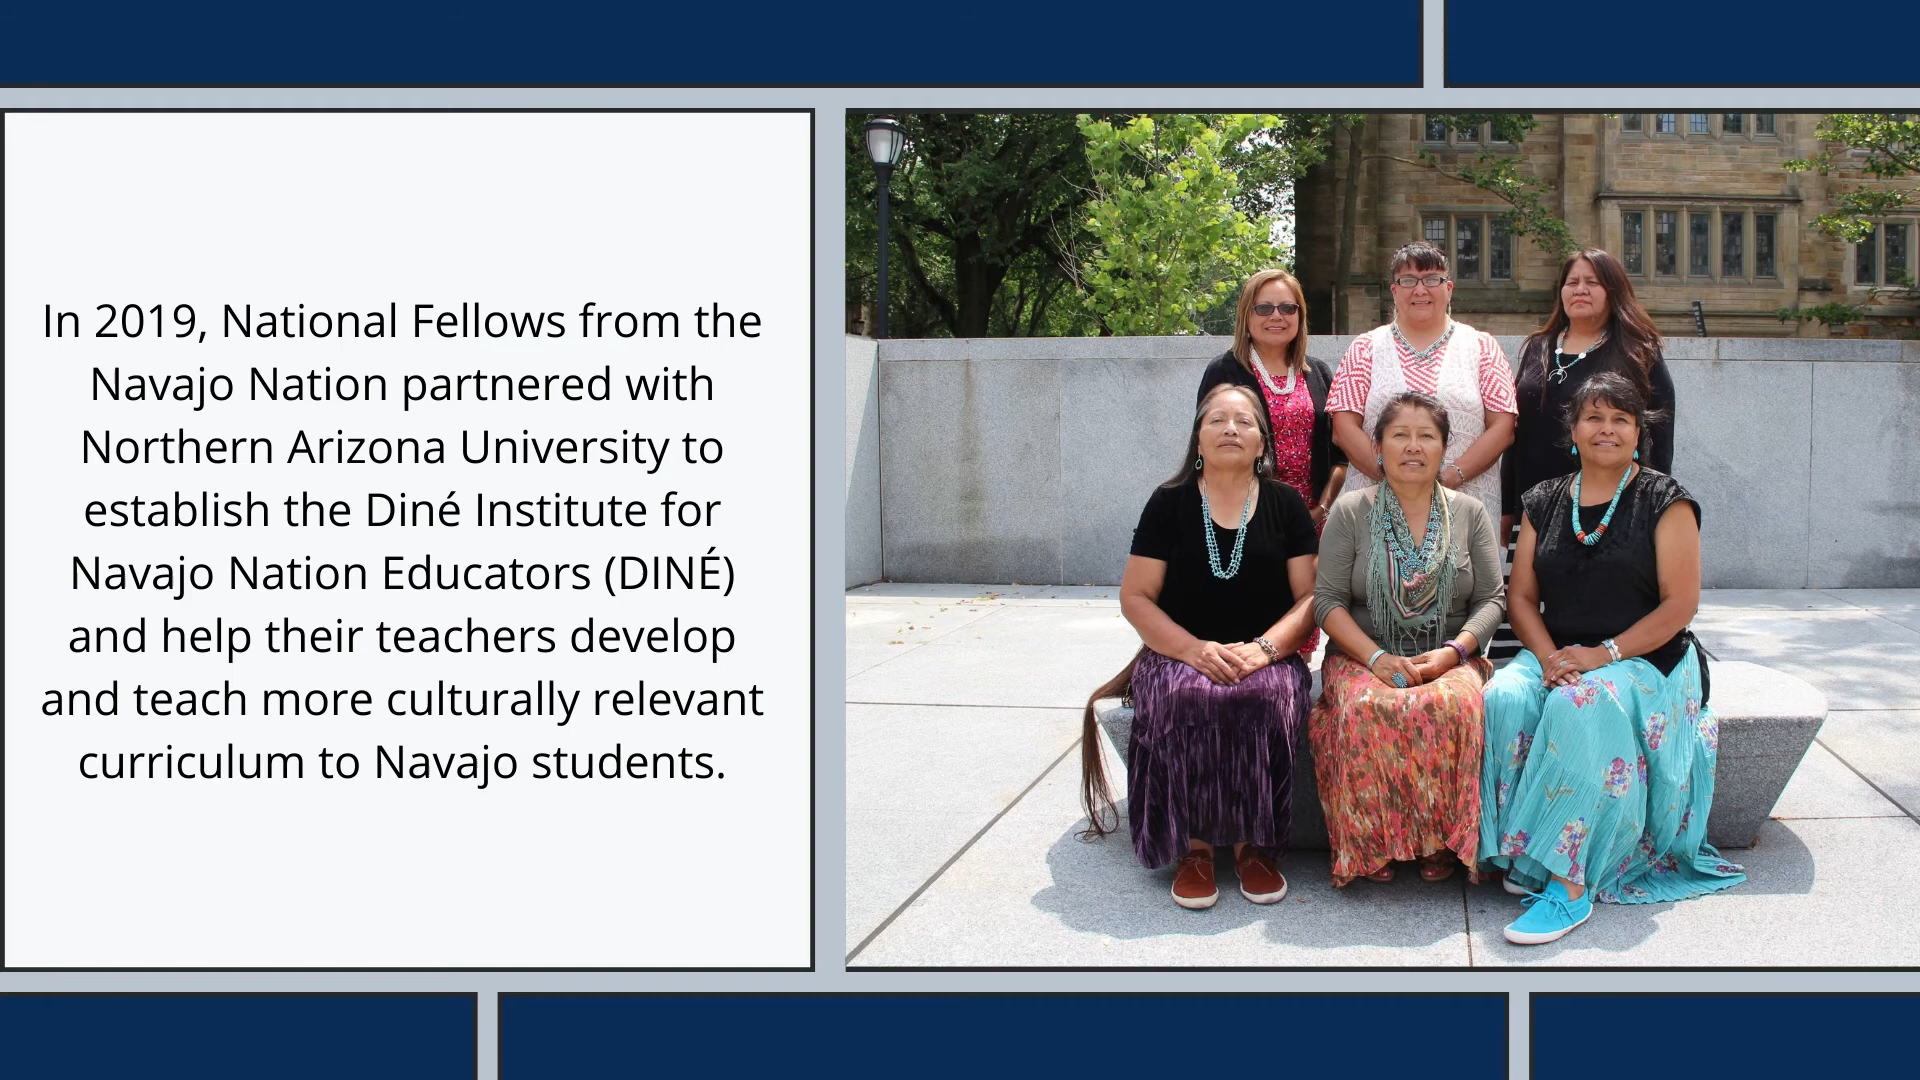 In 2019, National Fellows from the
Navajo Nation partnered with
Northern Arizona University to
establish the Diné Institute for
Navajo Nation Educators (DINÉ)
and help their teachers develop
and teach more culturally relevant
curriculum to Navajo students.